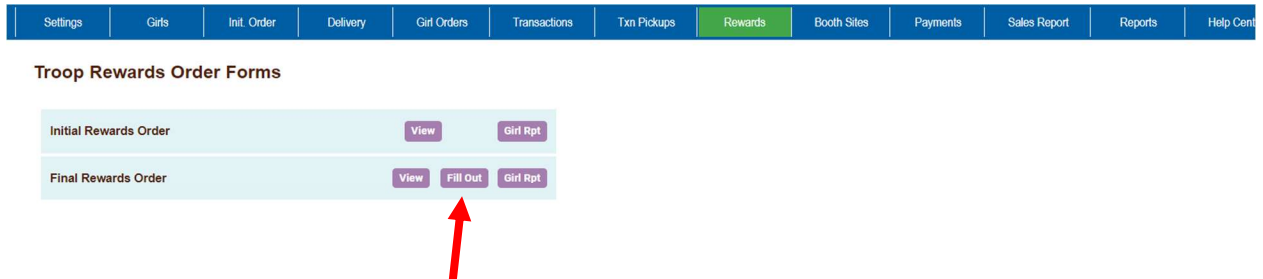 Settings Girls Init. Order Delivery Girl Orders Transactions Txn Pickups Rewards Booth Sites Payments Sales Report Reports Help Cent
Troop Rewards Order Forms
Initial Rewards Order View Girl Rpt
Final Rewards Order View Fill Out Girl Rpt